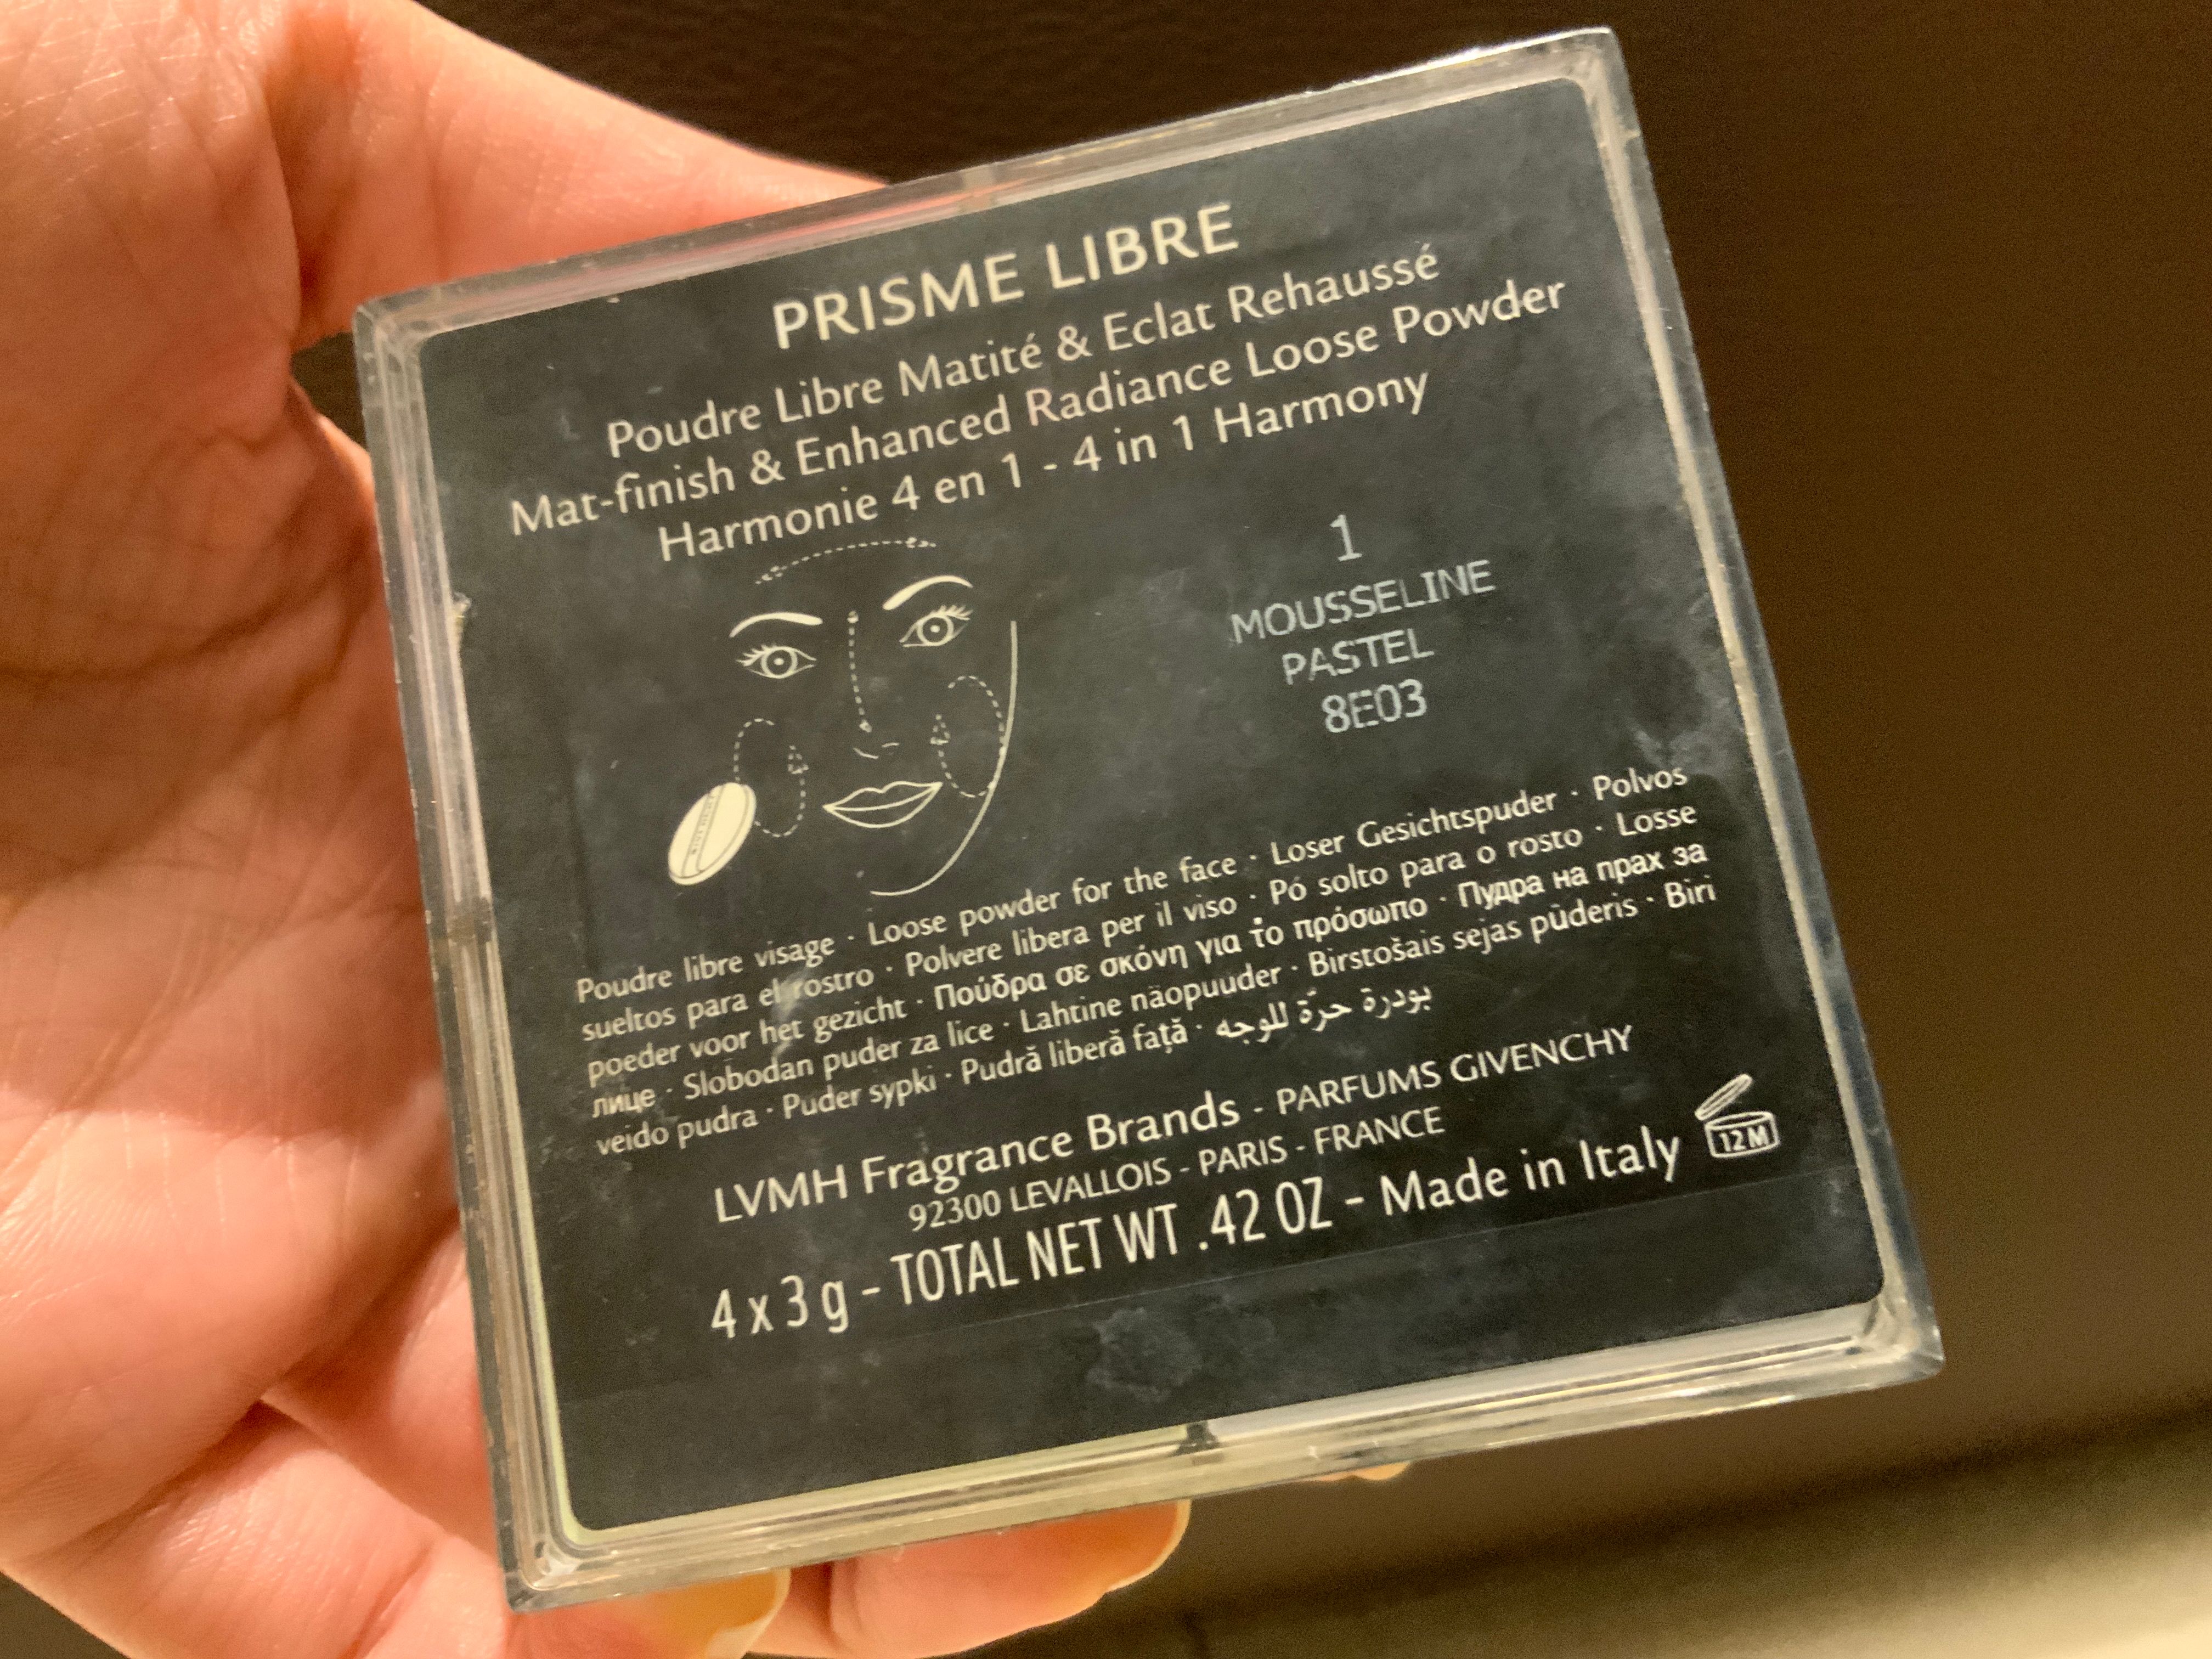 PRISME LIBRE
Poudre Libre Matité & Eclat Rehaussé
Mat-finish & Enhanced Radiance Loose Powder
Harmonie 4 en 1 - 4 in 1 Harmony
1
MOUSSELINE
PASTEL
8E03
Poudre libre visage · Loose powder for the face · Loser Gesichtspuder · Polvos
sueltos para el rostro · Polvere libera per il viso · Pó solto para o rosto · Losse
poeder voor het gezicht · Πούδρα σε σκόνη για το πρόσωπο · Пудра на прах за
лице · Slobodan puder za lice · Lahtine näopuuder · Birstošais sejas pūderis · Biri
veido pudra · Puder sypki · Pudră liberă față · بودرة حرّة للوجه
LVMH Fragrance Brands - PARFUMS GIVENCHY
92300 LEVALLOIS - PARIS - FRANCE
4 x 3 g - TOTAL NET WT .42 OZ - Made in Italy
12M